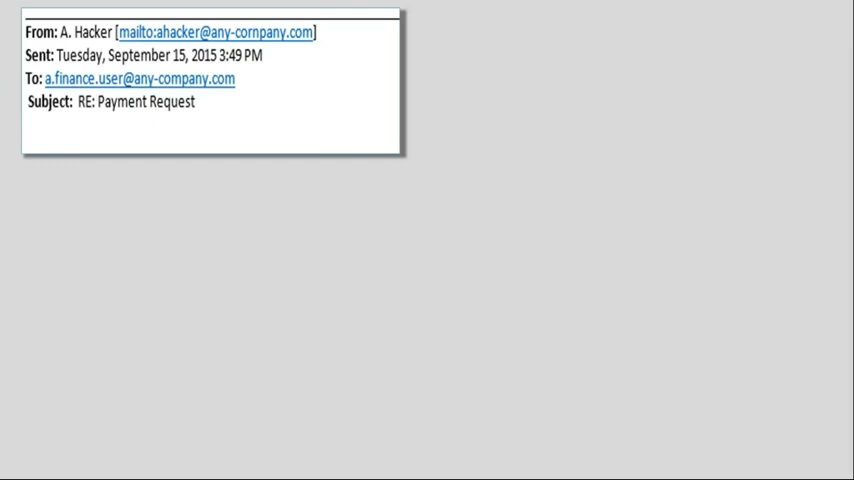 From: A. Hacker [mailto:ahacker@any-cornpany.com]
Sent: Tuesday, September 15, 2015 3:49 PM
To: a.finance.user@any-company.com
Subject: RE: Payment Request